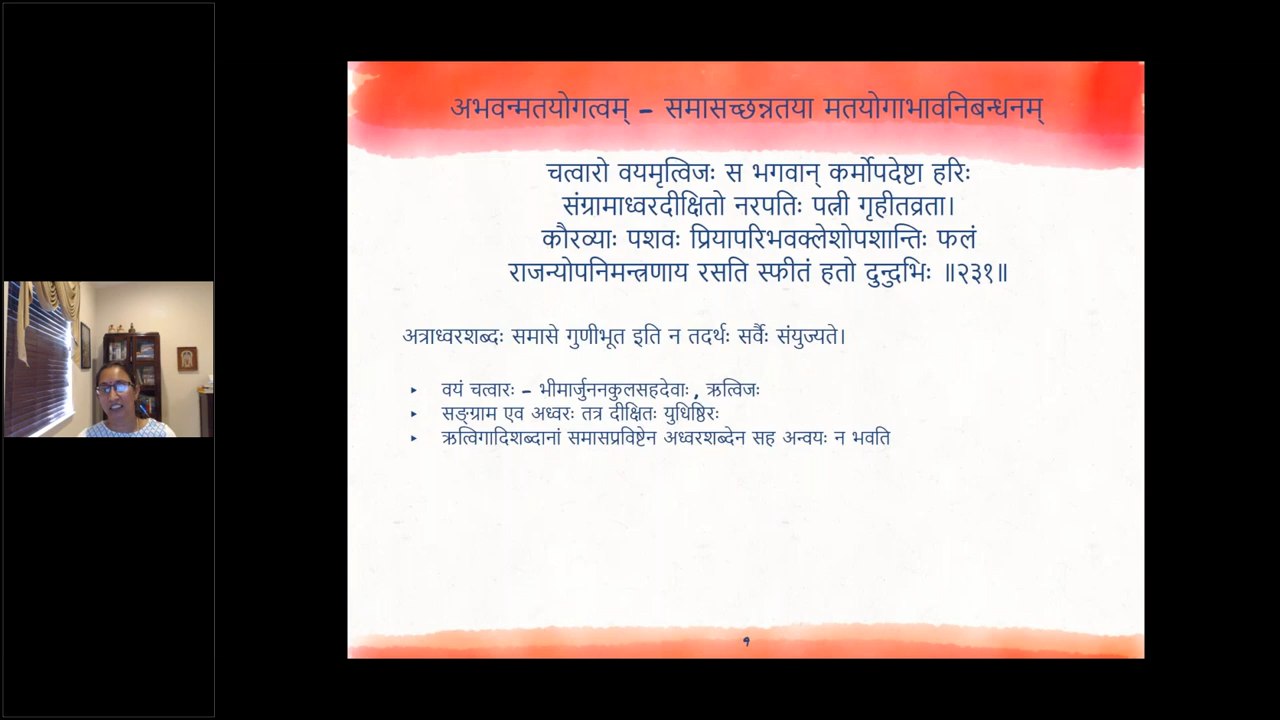 अभवन्मतयोगत्वम् – समासच्छन्नतया मतयोगाभावनिबन्धनम्
चत्वारो वयमृत्विजः स भगवान् कर्मोपदेष्टा हरिः
संग्रामाध्वरदीक्षितो नरपतिः पत्नी गृहीतव्रता।
कौरव्याः पशवः प्रियापरिभवक्लेशोपशान्तिः फलं
राजन्योपनिमन्त्रणाय रसति स्फीतं हतो दुन्दुभिः ॥२३१॥
अत्राध्वरशब्दः समासे गुणीभूत इति न तदर्थः सर्वैः संयुज्यते।
‣ वयं चत्वारः – भीमार्जुननकुलसहदेवाः , ऋत्विजः
‣ सङ्ग्राम एव अध्वरः तत्र दीक्षितः युधिष्ठिरः
‣ ऋत्विगादिशब्दानां समासप्रविष्टेन अध्वरशब्देन सह अन्वयः न भवति
९